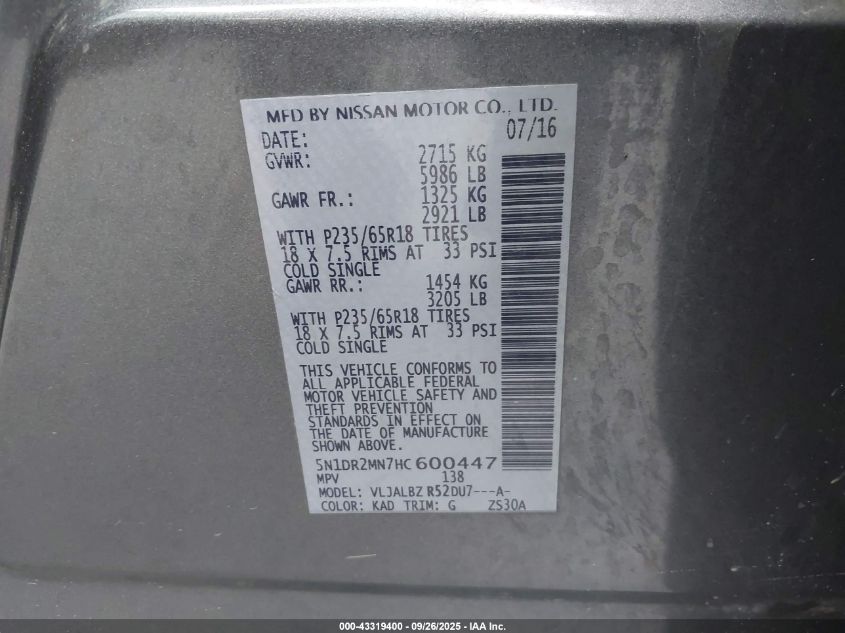 MFD BY NISSAN MOTOR CO., LTD.
DATE: 07/16
GVWR: 2715 KG
5986 LB
GAWR FR.: 1325 KG
2921 LB
WITH P235/65R18 TIRES
18 X 7.5 RIMS AT 33 PSI
COLD SINGLE
GAWR RR.: 1454 KG
3205 LB
WITH P235/65R18 TIRES
18 X 7.5 RIMS AT 33 PSI
COLD SINGLE
THIS VEHICLE CONFORMS TO
ALL APPLICABLE FEDERAL
MOTOR VEHICLE SAFETY AND
THEFT PREVENTION
STANDARDS IN EFFECT ON
THE DATE OF MANUFACTURE
SHOWN ABOVE.
5N1DR2MN7HC600447
MPV 138
MODEL: VLJALBZ R52DU7---A-
COLOR: KAD TRIM: G ZS30A
000-43319400 - 09/26/2025 - IAA Inc.